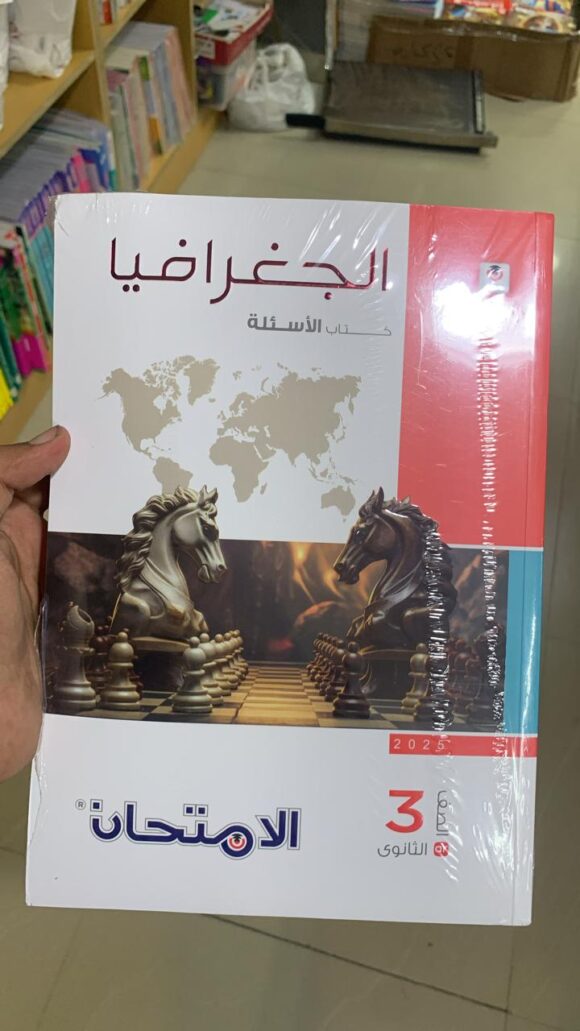 الجغرافيا
كتاب الأسئلة
2025
الصف
3
الثانوى
الامتحان
®